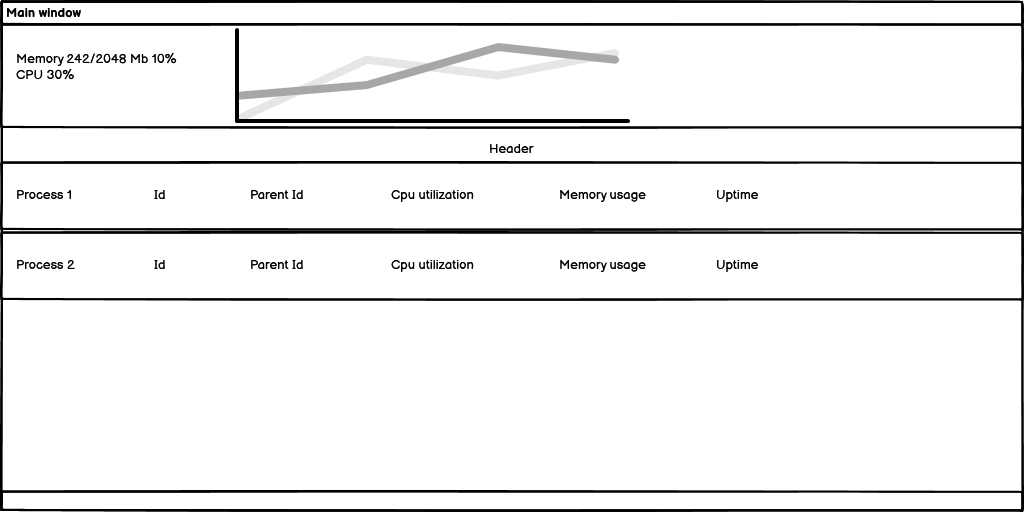 Main window
Memory 242/2048 Mb 10%
CPU 30%
Header
Process 1 Id Parent Id Cpu utilization Memory usage Uptime
Process 2 Id Parent Id Cpu utilization Memory usage Uptime